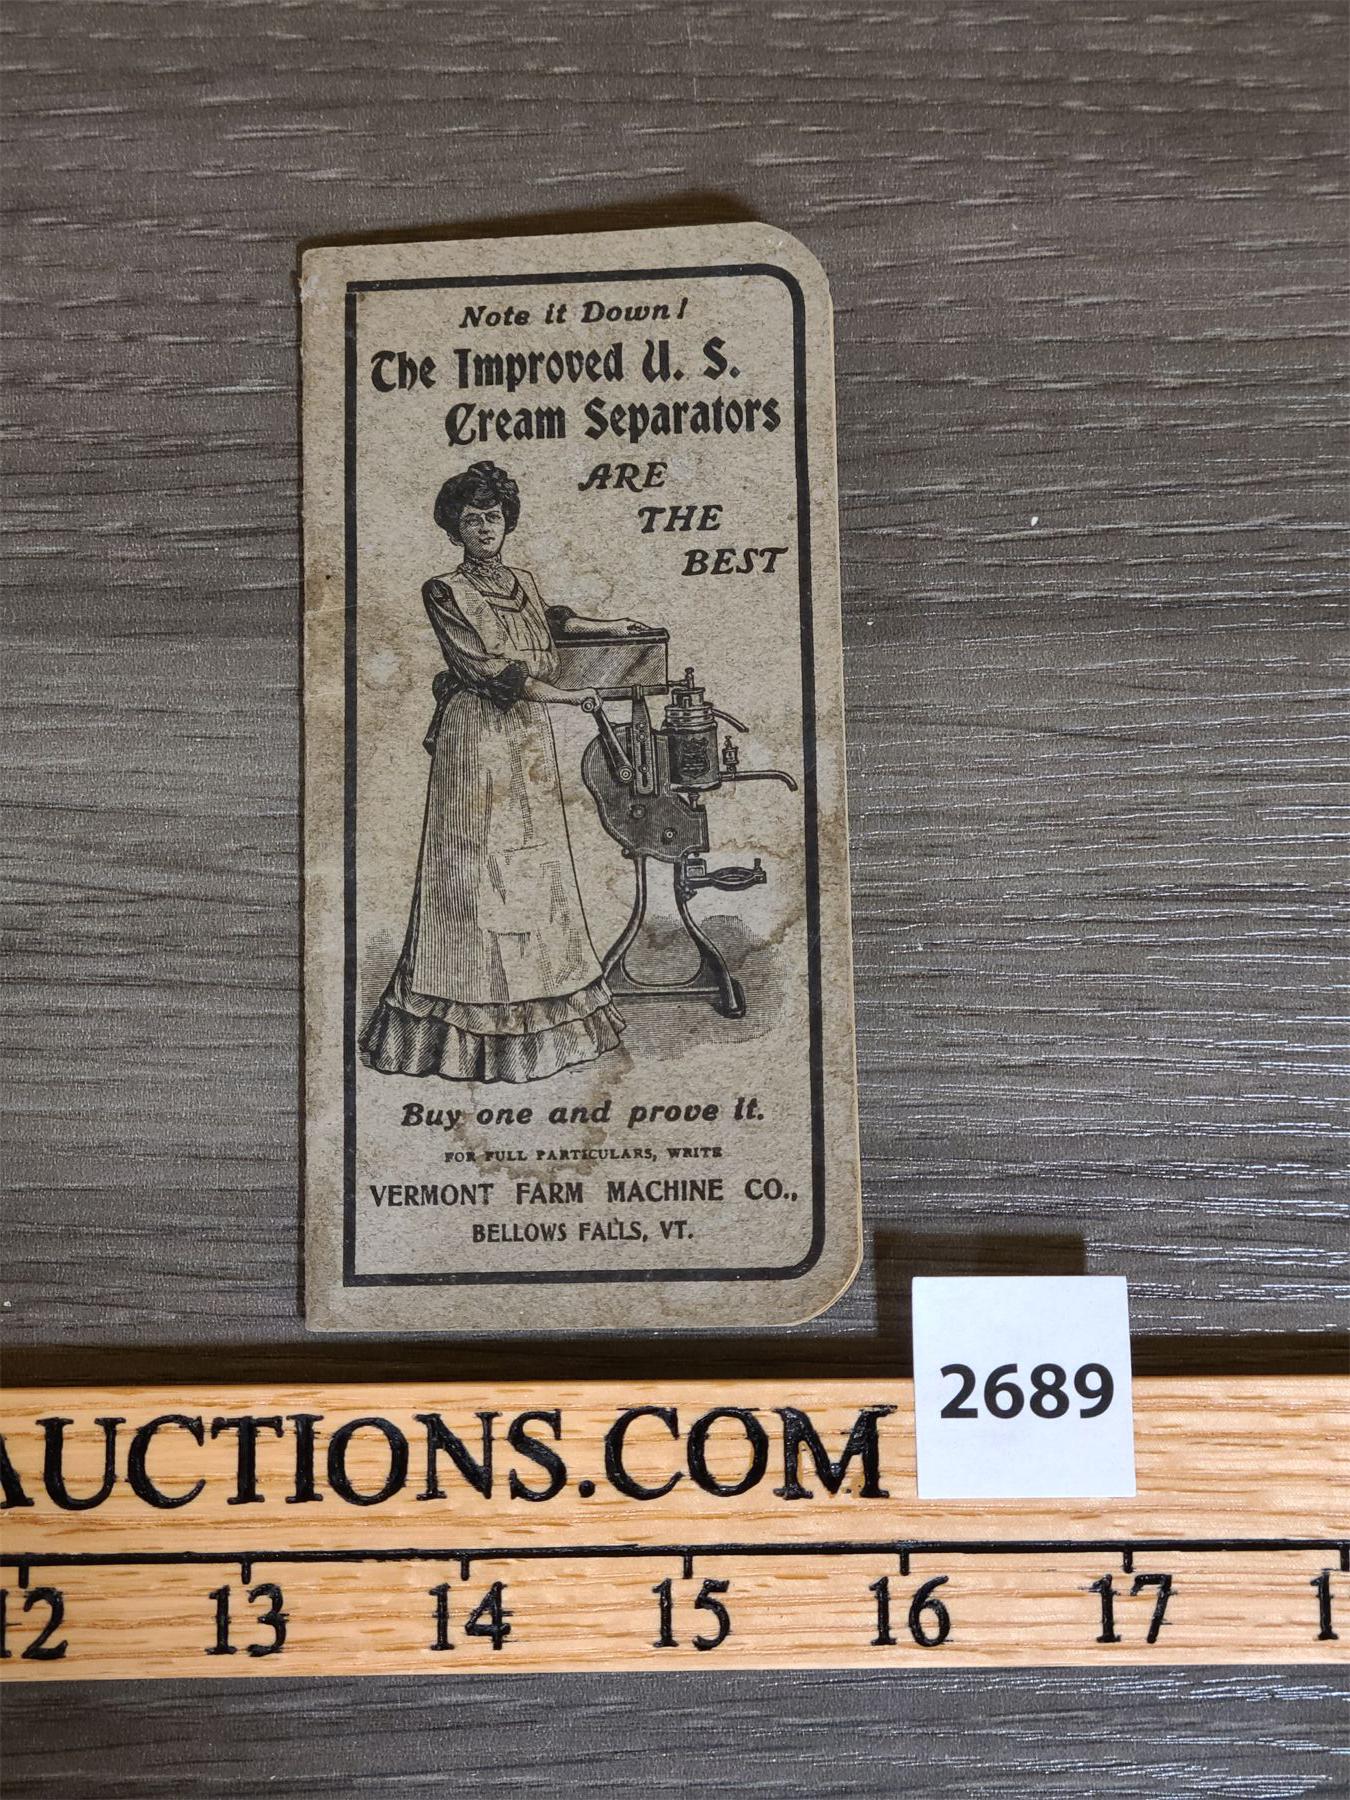 Note it Down!
The Improved U. S.
Cream Separators
ARE
THE
BEST
Buy one and prove it.
FOR FULL PARTICULARS, WRITE
VERMONT FARM MACHINE CO.,
BELLOWS FALLS, VT.
2689
AUCTIONS.COM
12 13 14 15 16 17 1